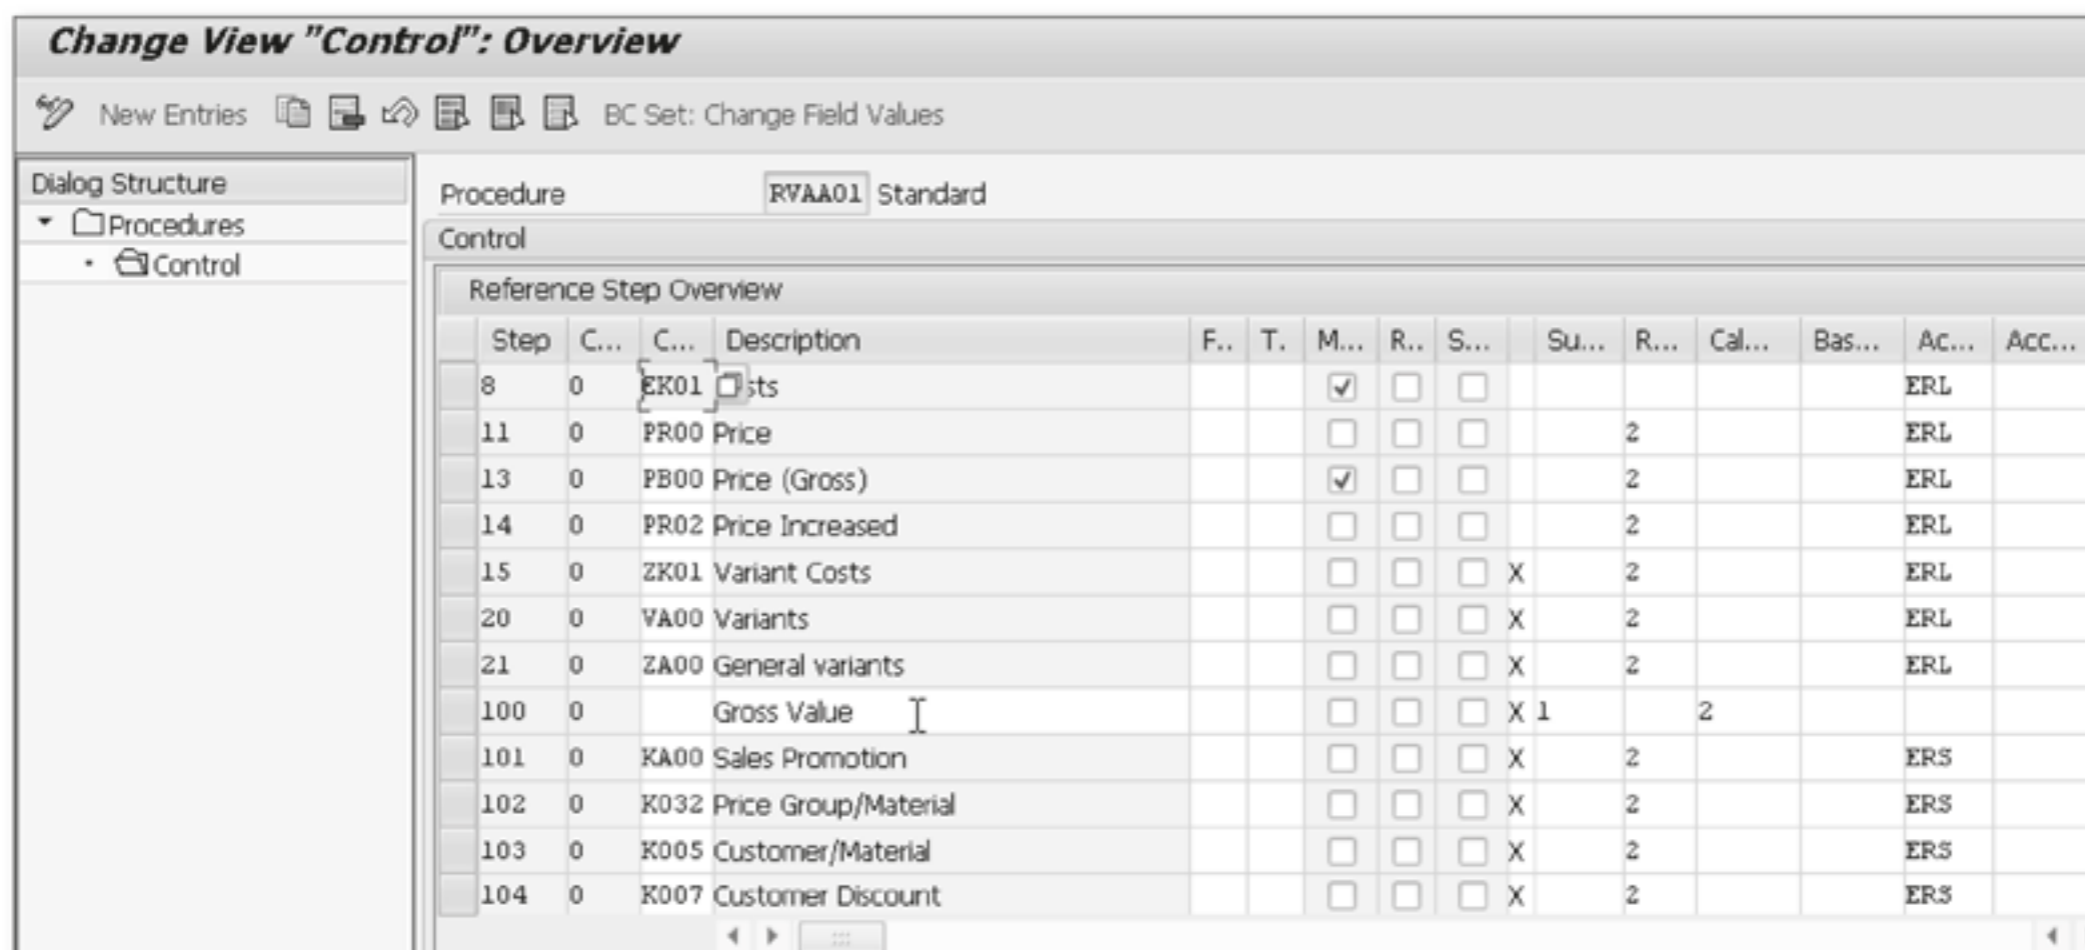 Change View "Control": Overview
New Entries BC Set: Change Field Values
Dialog Structure
Procedures
Control
Procedure RVAA01 Standard
Control
Reference Step Overview
Step C... C... Description F.. T. M... R.. S... Su... R... Cal... Bas... Ac... Acc...
8 0 EK01 sts ERL
11 0 PR00 Price 2 ERL
13 0 PB00 Price (Gross) 2 ERL
14 0 PR02 Price Increased 2 ERL
15 0 ZK01 Variant Costs X 2 ERL
20 0 VA00 Variants X 2 ERL
21 0 ZA00 General variants X 2 ERL
100 0 Gross Value X 1 2
101 0 KA00 Sales Promotion X 2 ERS
102 0 K032 Price Group/Material X 2 ERS
103 0 K005 Customer/Material X 2 ERS
104 0 K007 Customer Discount X 2 ERS